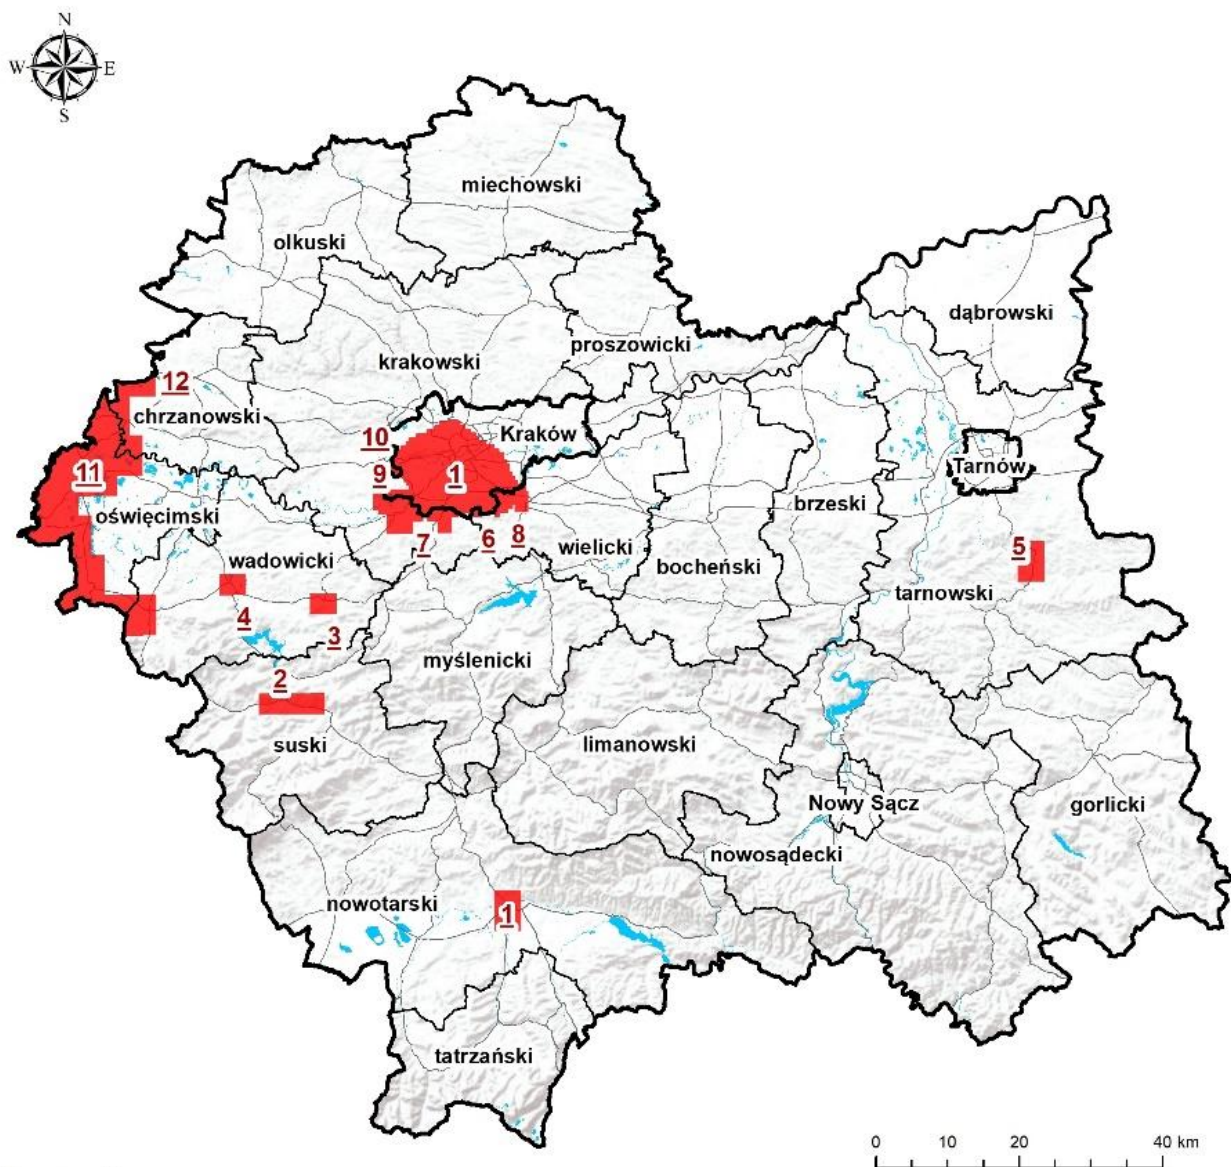 N
W E
S
miechowski
olkuski
dąbrowski
proszowicki
krakowski
12
chrzanowski
10
Kraków
Tarnów
9
1
11
oświęcimski
brzeski
7
6
8
wielicki
5
wadowicki
bocheński
tarnowski
4
3
myślenicki
2
suski
limanowski
Nowy Sącz
gorlicki
nowosądecki
nowotarski
1
tatrzański
0 10 20 40 km